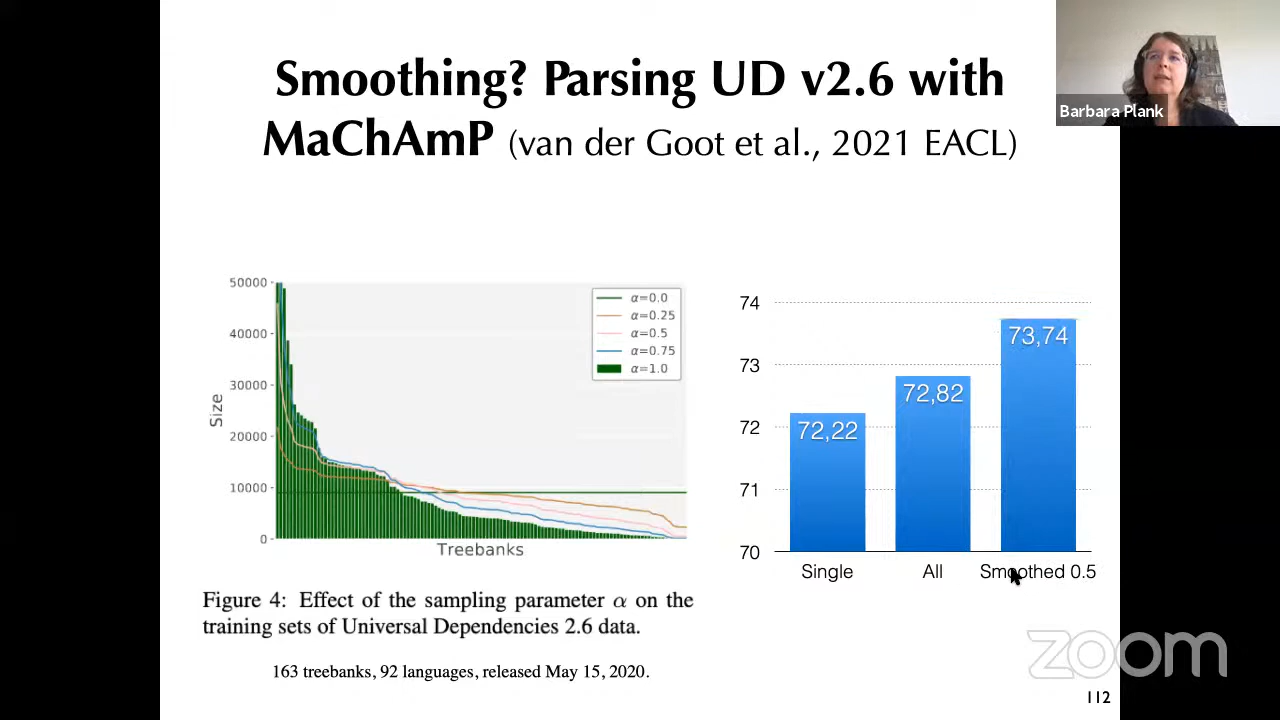 Smoothing? Parsing UD v2.6 with
MaChAmP (van der Goot et al., 2021 EACL)
Barbara Plank
50000
40000
30000
20000
10000
0
Size
Treebanks
α=0.0
α=0.25
α=0.5
α=0.75
α=1.0
74
73
72
71
70
72,22
72,82
73,74
Single
All
Smoothed 0.5
Figure 4: Effect of the sampling parameter α on the
training sets of Universal Dependencies 2.6 data.
163 treebanks, 92 languages, released May 15, 2020.
zoom
112